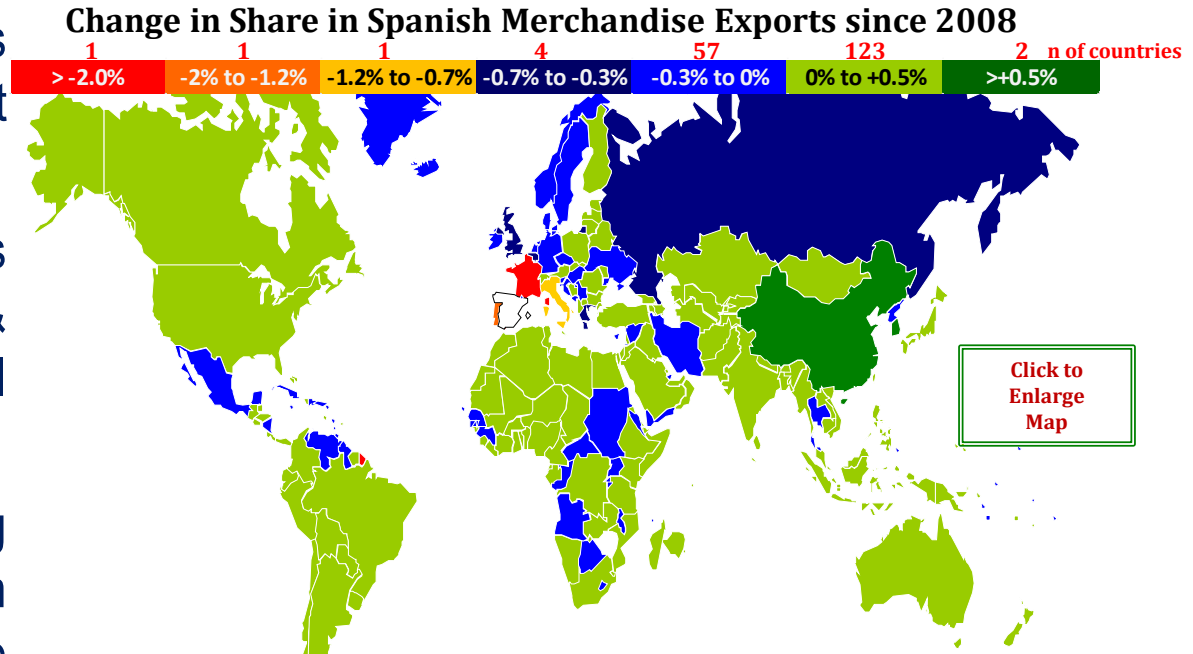 Change in Share in Spanish Merchandise Exports since 2008
1 1 1 4 57 123 2 n of countries
> -2.0% -2% to -1.2% -1.2% to -0.7% -0.7% to -0.3% -0.3% to 0% 0% to +0.5% >+0.5%
s
t
s
&
l
g
n
Click to
Enlarge
Map